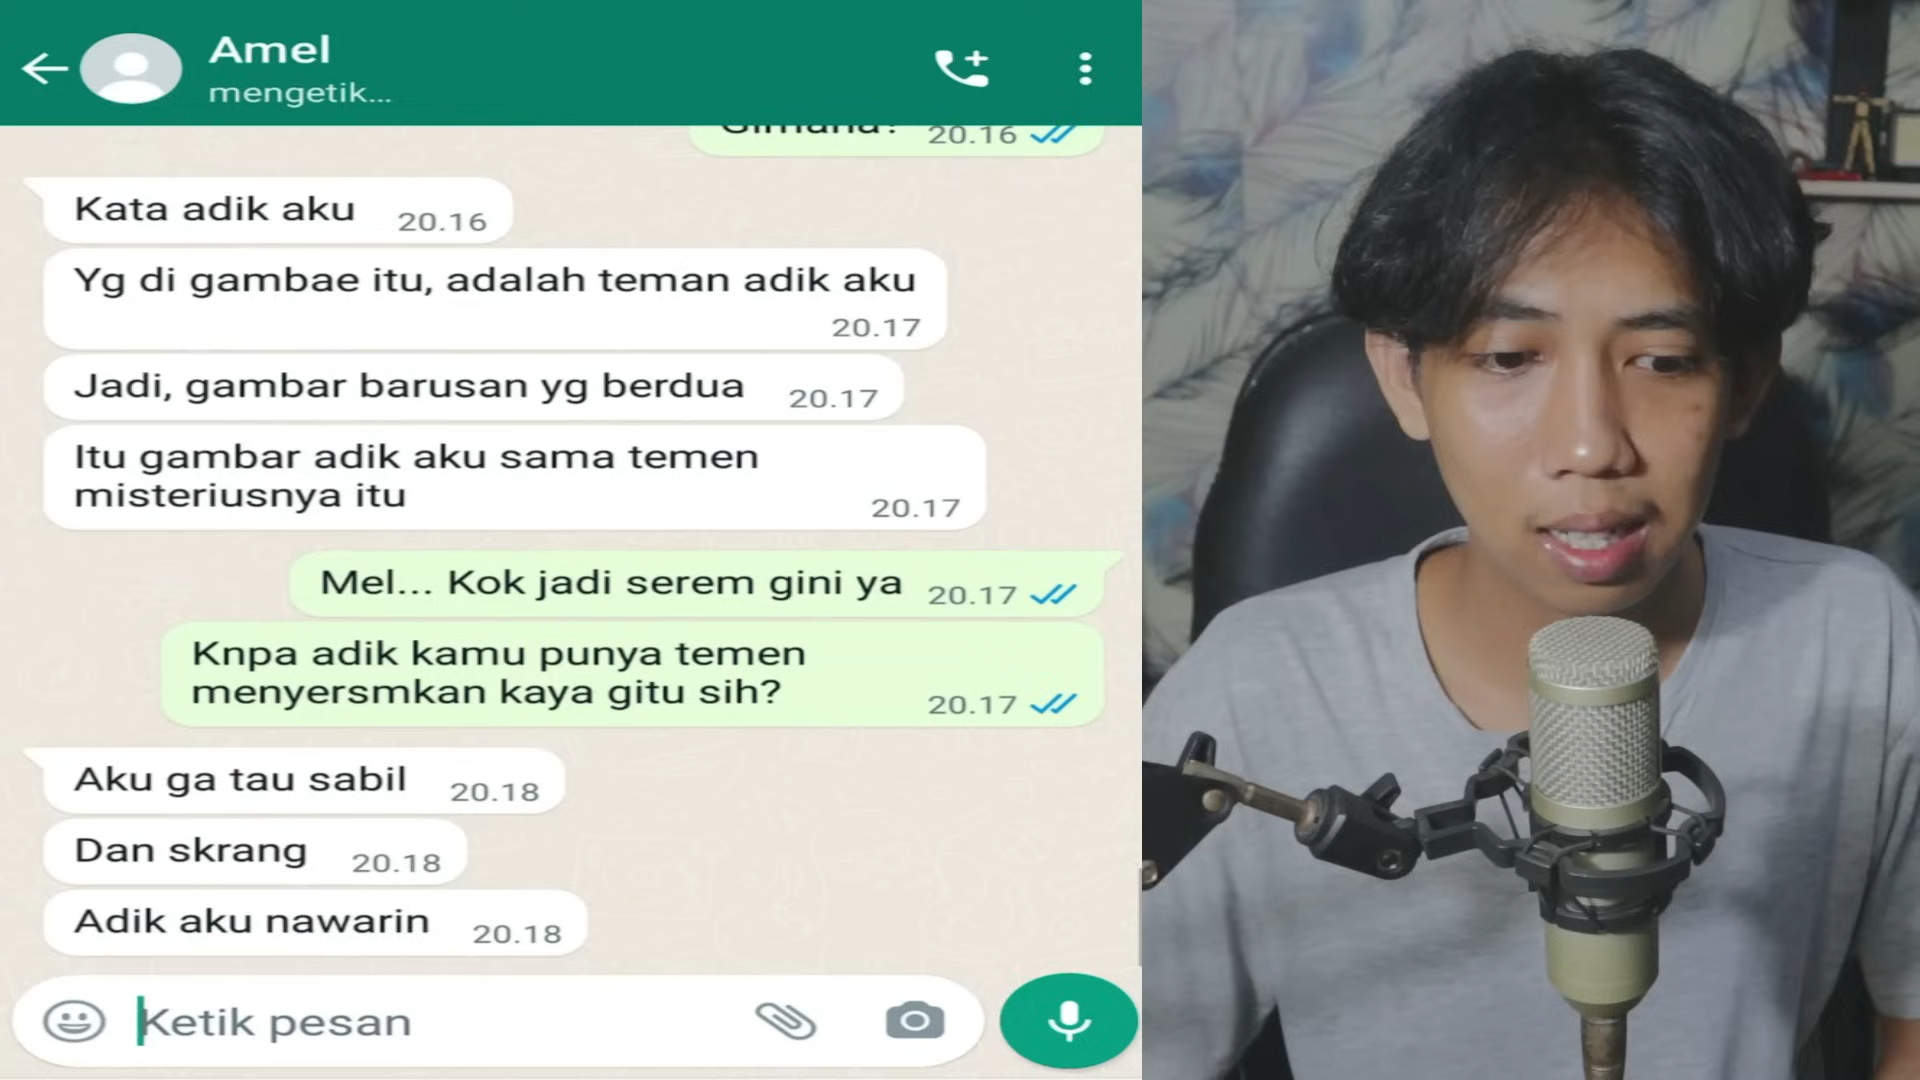 Amel
mengetik...
Gimana? 20.16
Kata adik aku 20.16
Yg di gambae itu, adalah teman adik aku
20.17
Jadi, gambar barusan yg berdua 20.17
Itu gambar adik aku sama temen
misteriusnya itu 20.17
Mel... Kok jadi serem gini ya 20.17
Knpa adik kamu punya temen
menyersmkan kaya gitu sih? 20.17
Aku ga tau sabil 20.18
Dan skrang 20.18
Adik aku nawarin 20.18
Ketik pesan